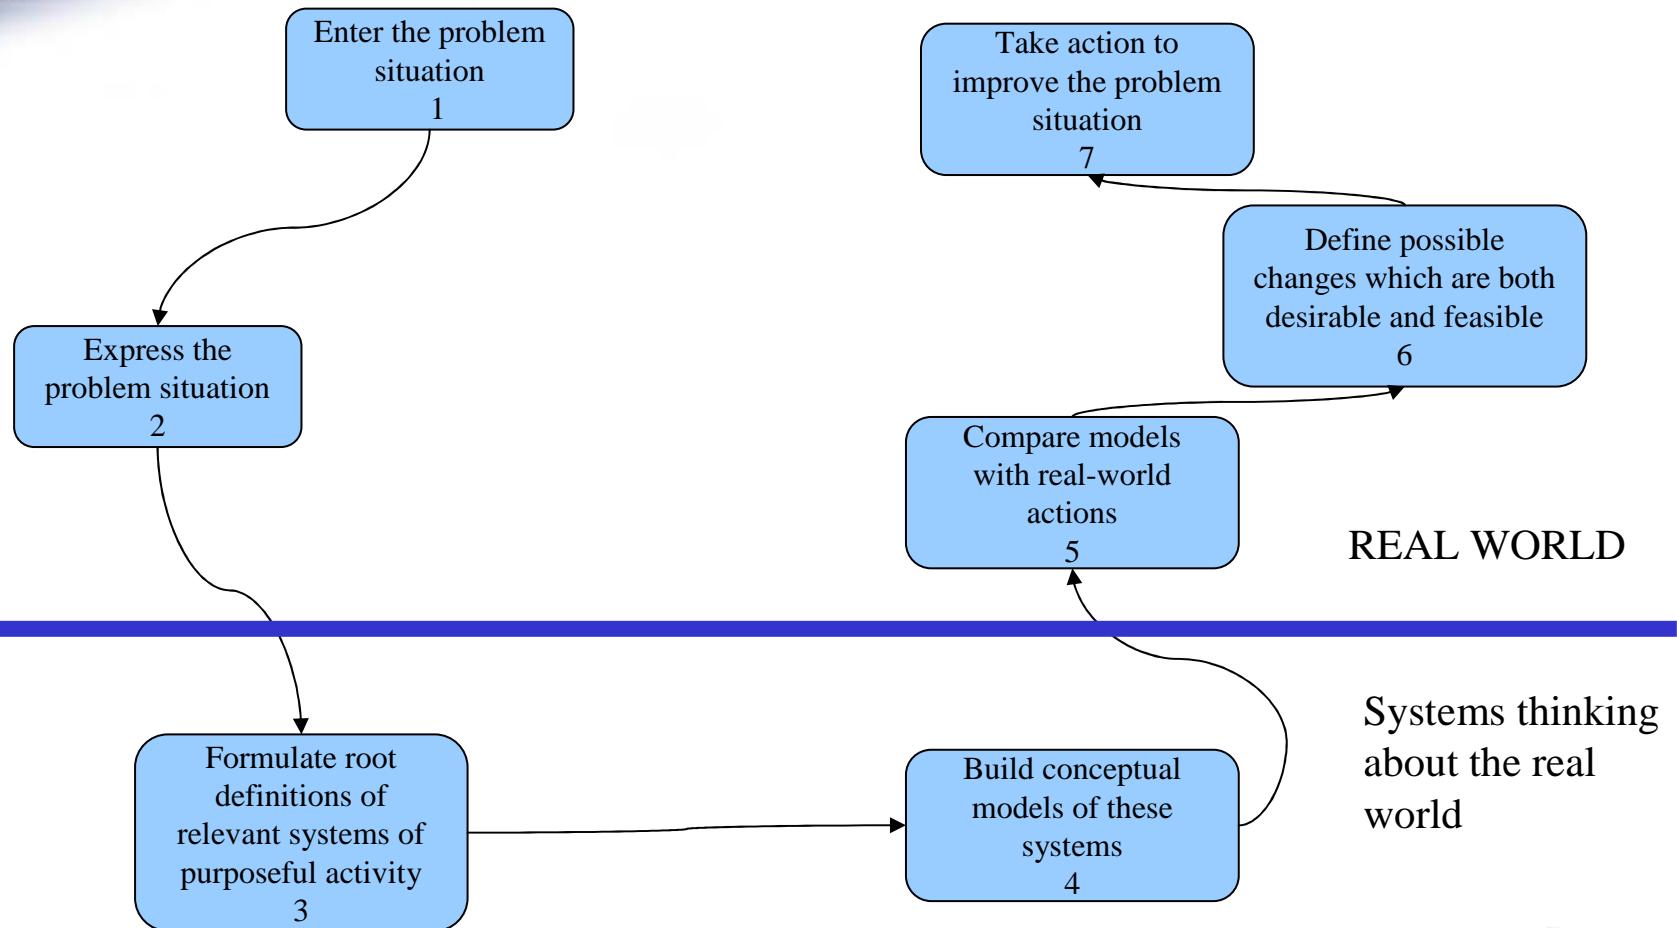 Enter the problem
situation
1
Express the
problem situation
2
Formulate root
definitions of
relevant systems of
purposeful activity
3
Build conceptual
models of these
systems
4
Compare models
with real-world
actions
5
Define possible
changes which are both
desirable and feasible
6
Take action to
improve the problem
situation
7
REAL WORLD
Systems thinking
about the real
world